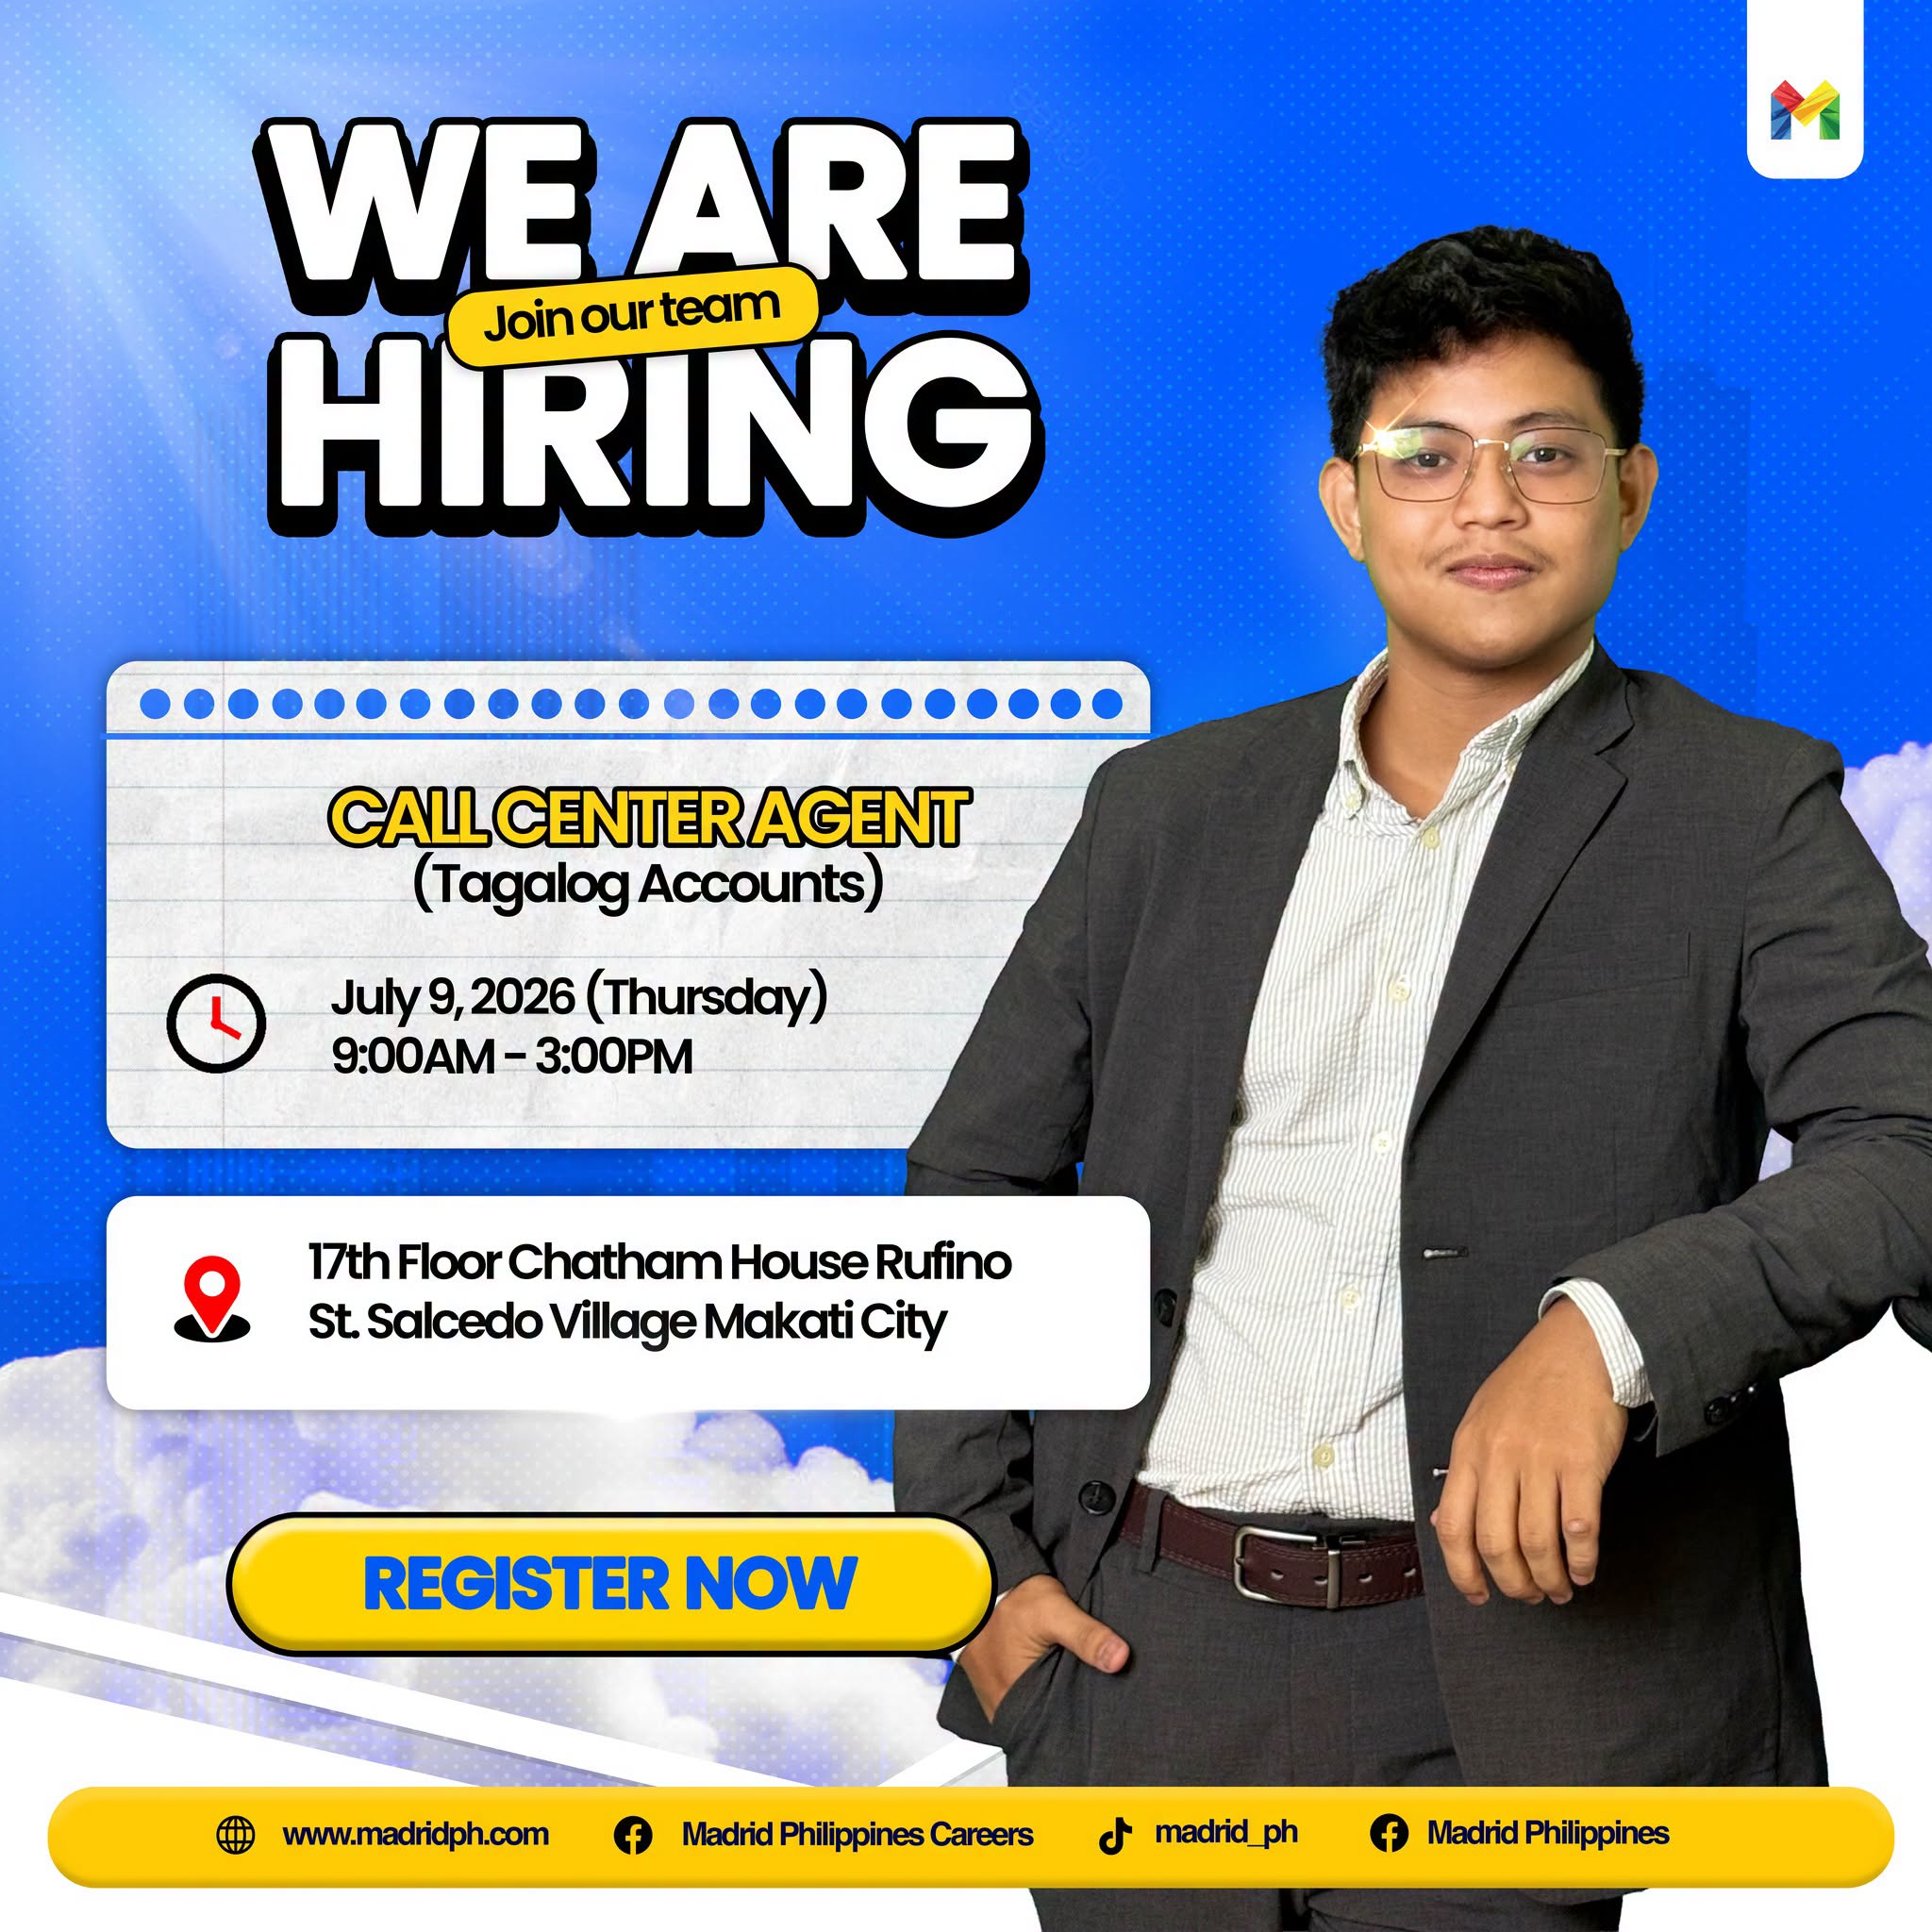 WE ARE
Join our team
HIRING
CALL CENTER AGENT
(Tagalog Accounts)
July 9, 2026 (Thursday)
9:00AM - 3:00PM
17th Floor Chatham House Rufino
St. Salcedo Village Makati City
REGISTER NOW
www.madridph.com
Madrid Philippines Careers
madrid_ph
Madrid Philippines